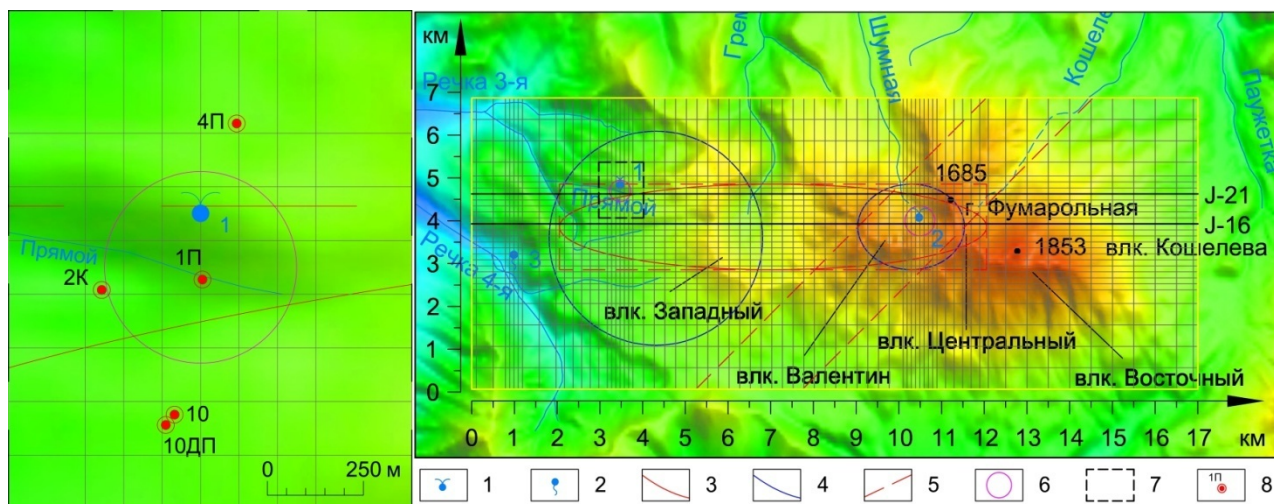 4П
1
Прямой
1П
2К
10
10ДП
0 250 м
км
7
6
5
4
3
2
1
0
Речка 3-я
Шумная
Паужетка
1
Прямой
1685
г. Фумарольная
J-21
J-16
2
3
1853
влк. Кошелева
Речка 4-я
влк. Западный
влк. Центральный
влк. Валентин
влк. Восточный
0 1 2 3 4 5 6 7 8 9 10 11 12 13 14 15 16 17
км
1 2 3 4 5 6 7 1П 8